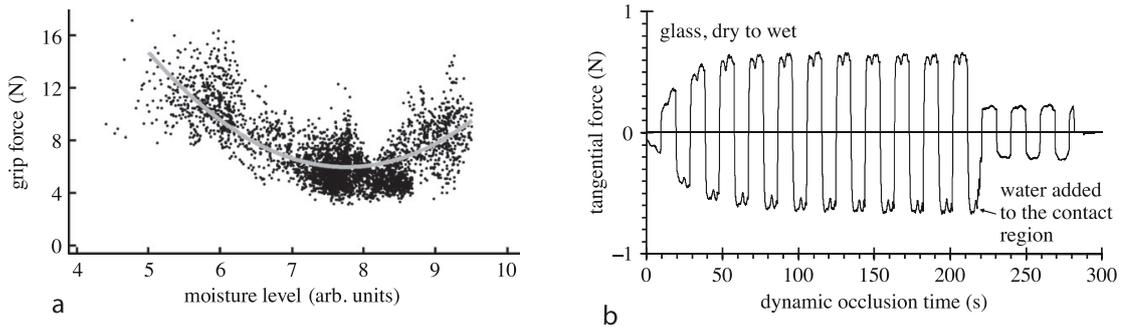 16
12
8
4
0
grip force (N)
4 5 6 7 8 9 10
moisture level (arb. units)
a
1
0
−1
tangential force (N)
glass, dry to wet
water added
to the contact
region
0 50 100 150 200 250 300
dynamic occlusion time (s)
b